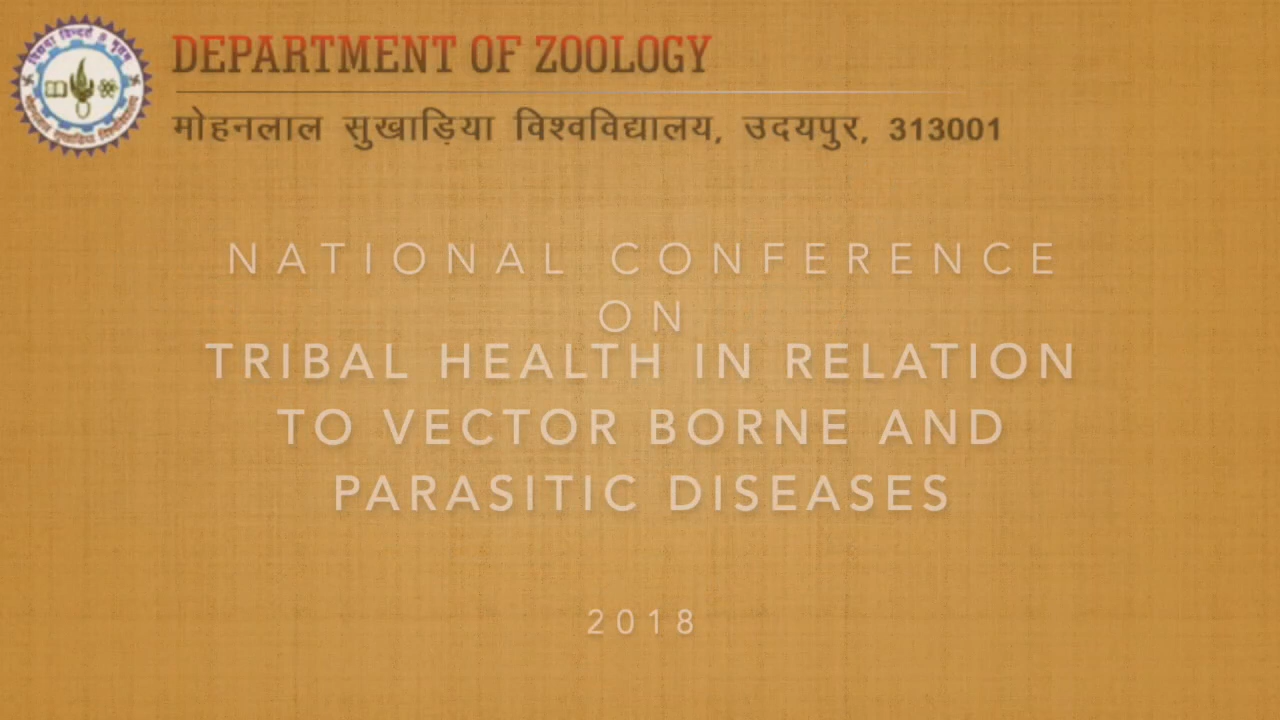 DEPARTMENT OF ZOOLOGY
मोहनलाल सुखाड़िया विश्वविद्यालय, उदयपुर, 313001
NATIONAL CONFERENCE
ON
TRIBAL HEALTH IN RELATION
TO VECTOR BORNE AND
PARASITIC DISEASES
2018